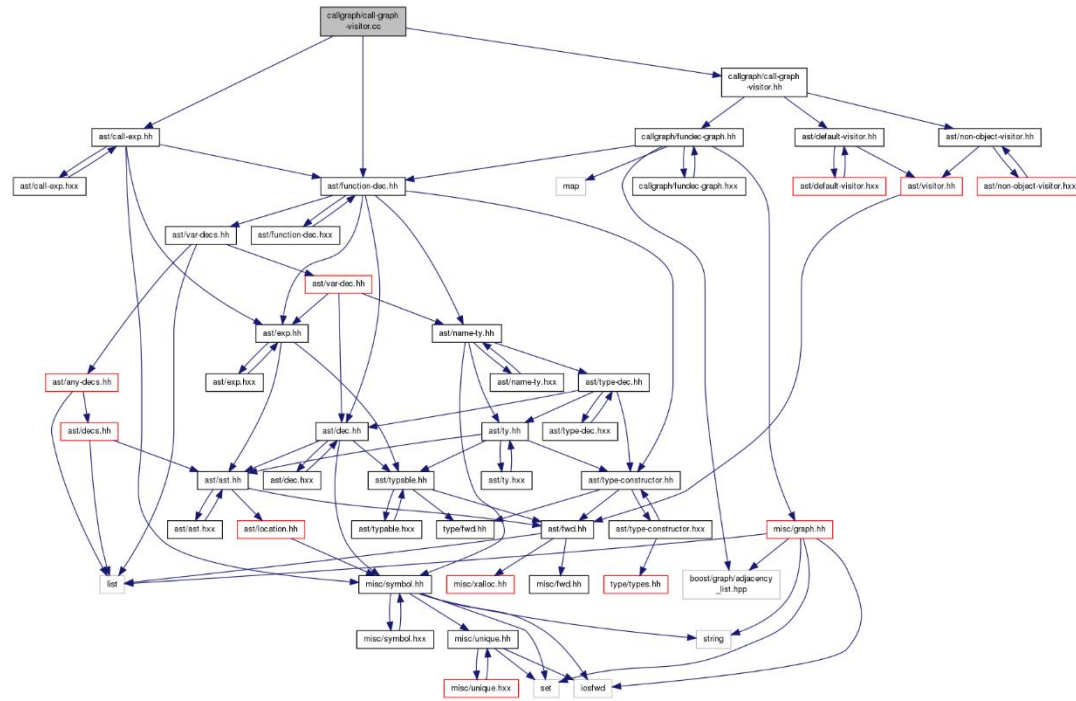 callgraph/call-graph
-visitor.cc
callgraph/call-graph
-visitor.hh
ast/call-exp.hh
callgraph/fundec-graph.hh
ast/default-visitor.hh
ast/non-object-visitor.hh
ast/call-exp.hxx
ast/function-dec.hh
map
callgraph/fundec-graph.hxx
ast/default-visitor.hxx
ast/visitor.hh
ast/non-object-visitor.hxx
ast/var-decs.hh
ast/function-dec.hxx
ast/var-dec.hh
ast/exp.hh
ast/name-ty.hh
ast/any-decs.hh
ast/exp.hxx
ast/name-ty.hxx
ast/type-dec.hh
ast/decs.hh
ast/dec.hh
ast/ty.hh
ast/type-dec.hxx
ast/ast.hh
ast/dec.hxx
ast/typable.hh
ast/ty.hxx
ast/type-constructor.hh
ast/ast.hxx
ast/location.hh
ast/typable.hxx
type/fwd.hh
ast/fwd.hh
ast/type-constructor.hxx
misc/graph.hh
list
misc/symbol.hh
misc/xalloc.hh
misc/fwd.hh
type/types.hh
boost/graph/adjacency
_list.hpp
misc/symbol.hxx
misc/unique.hh
string
misc/unique.hxx
set
iosfwd